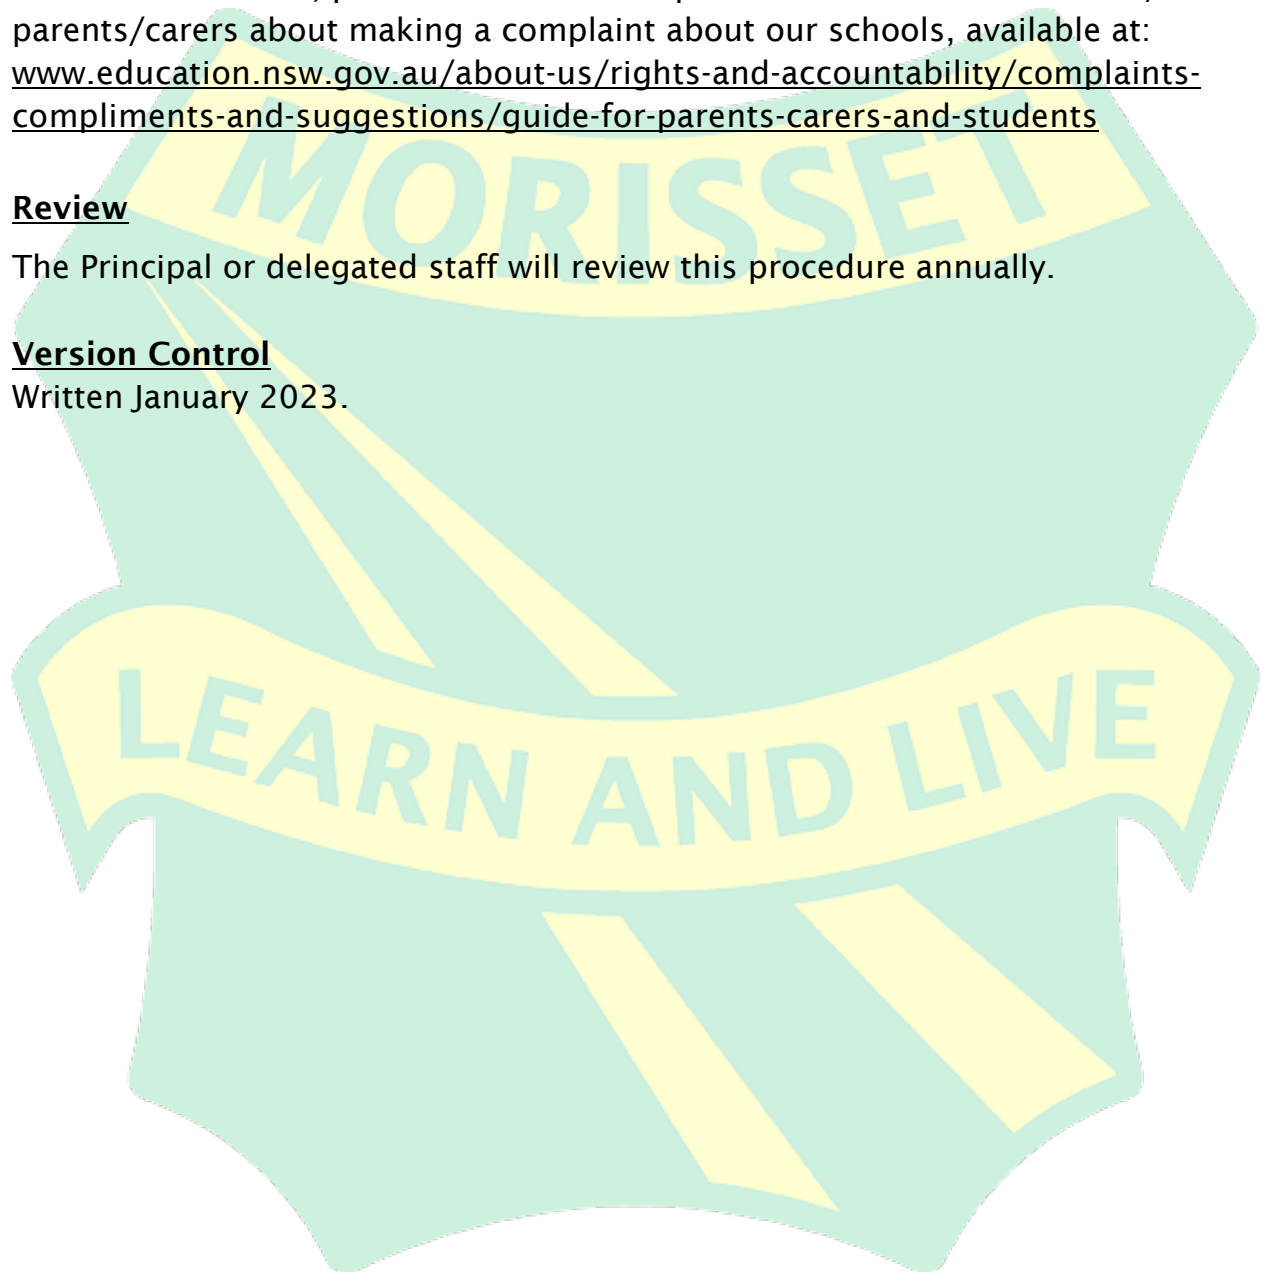 parents/carers about making a complaint about our schools, available at:
www.education.nsw.gov.au/about-us/rights-and-accountability/complaints-
compliments-and-suggestions/guide-for-parents-carers-and-students
MORISSET
Review
The Principal or delegated staff will review this procedure annually.
Version Control
Written January 2023.
LEARN AND LIVE